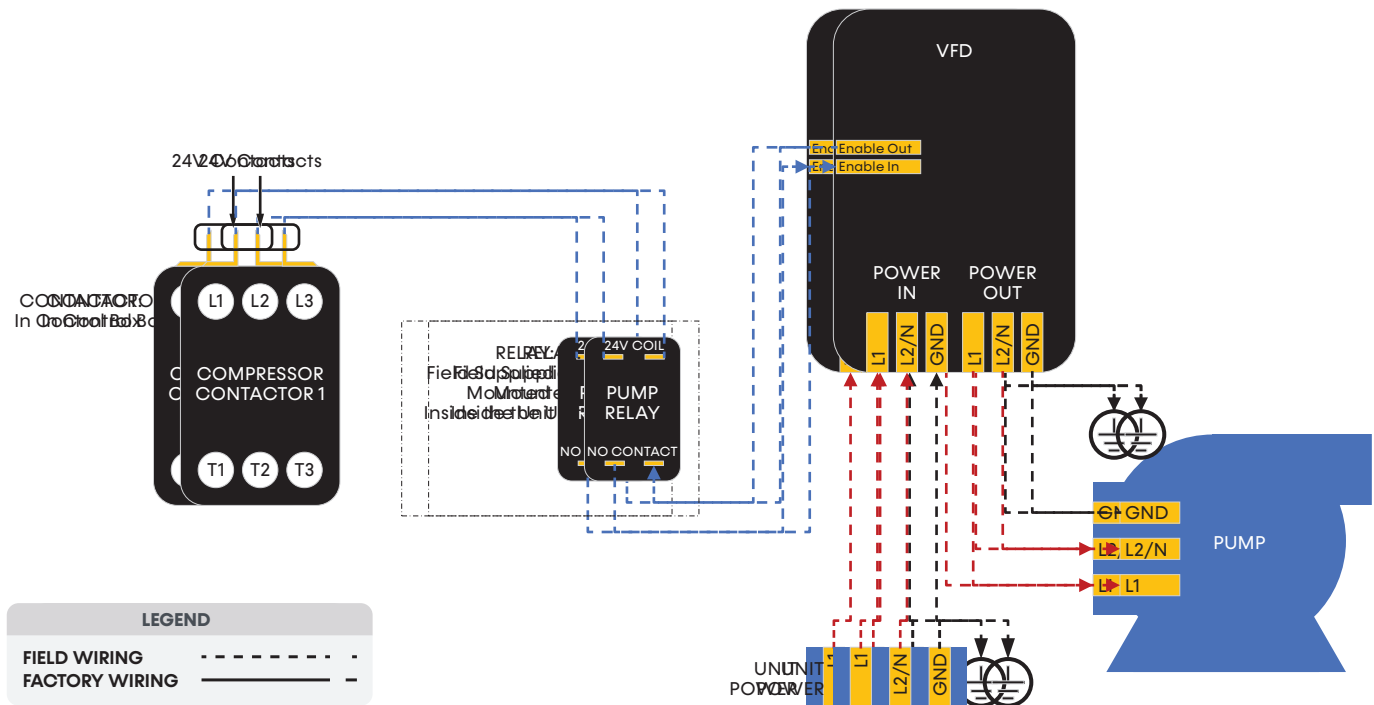 VFD
Enable Out
Enable In
24V Contacts
POWER
IN
POWER
OUT
L1
L2/N
GND
L1
L2/N
GND
L1
L2
L3
CONTACTOR:
In Control Box
COMPRESSOR
CONTACTOR 1
T1
T2
T3
RELAY:
Field Supplied
Mounted
Inside the Unit
24V COIL
PUMP
RELAY
NO CONTACT
GND
L2/N
L1
PUMP
LEGEND
FIELD WIRING
FACTORY WIRING
UNIT
POWER
L1
L1
L2/N
GND